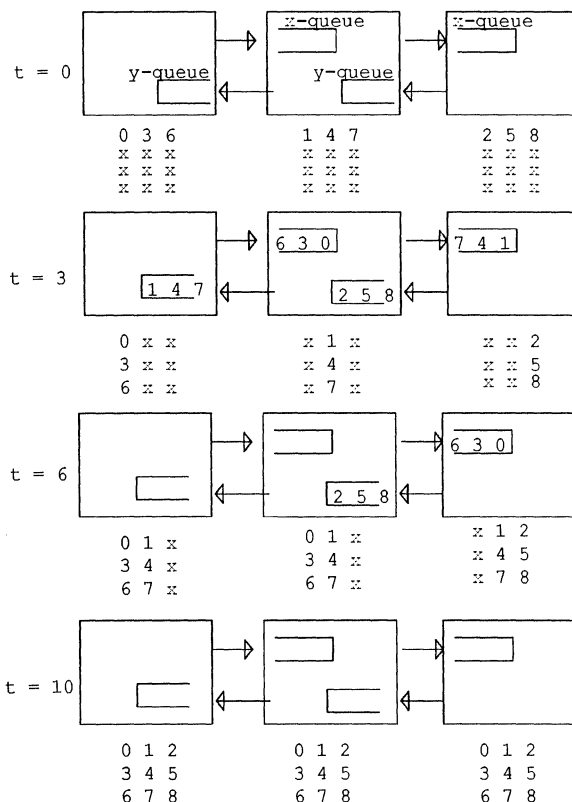 x-queue x-queue
t = 0
y-queue y-queue
0 3 6 1 4 7 2 5 8
x x x x x x x x x
x x x x x x x x x
x x x x x x x x x
6 3 0 7 4 1
t = 3
1 4 7 2 5 8
0 x x x 1 x x x 2
3 x x x 4 x x x 5
6 x x x 7 x x x 8
6 3 0
t = 6
2 5 8
0 1 x 0 1 x x 1 2
3 4 x 3 4 x x 4 5
6 7 x 6 7 x x 7 8
t = 10
0 1 2 0 1 2 0 1 2
3 4 5 3 4 5 3 4 5
6 7 8 6 7 8 6 7 8